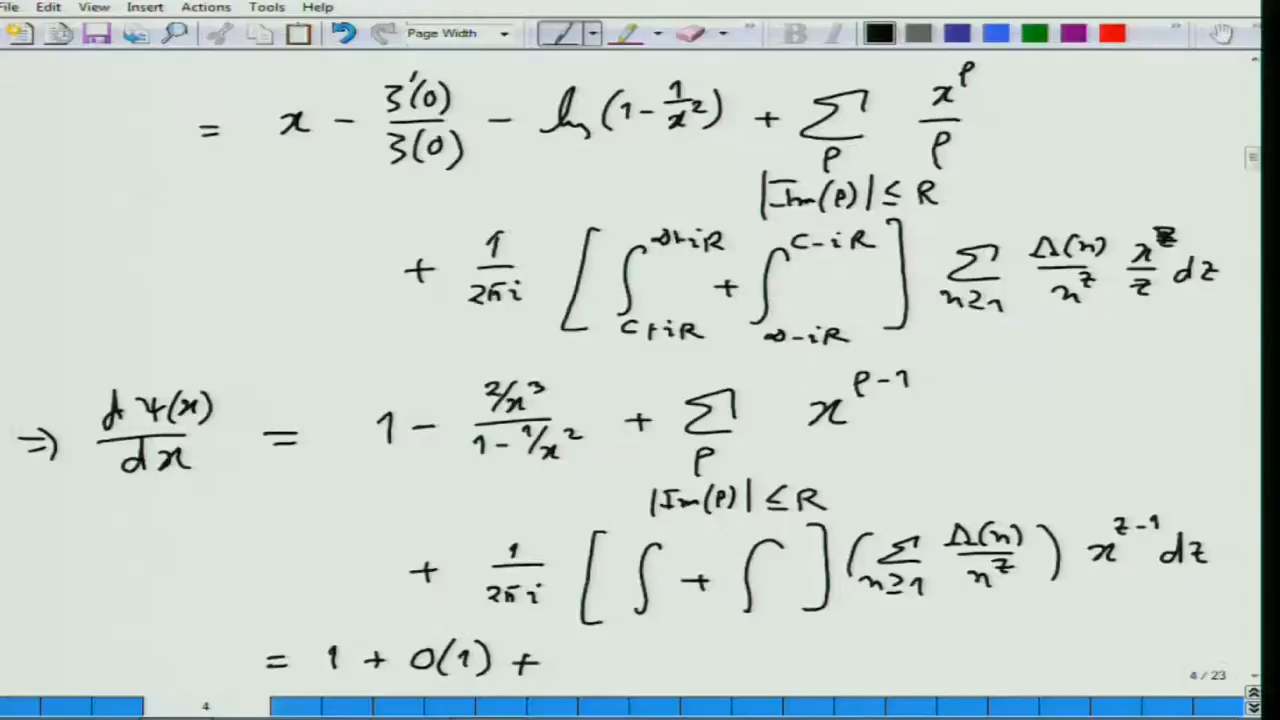 File Edit View Insert Actions Tools Help
Page Width
= x - ζ'(0)/ζ(0) - ln(1 - 1/x²) + Σ_ρ x^ρ/ρ
|Im(ρ)| ≤ R
+ 1/2πi [ ∫_{c+iR}^{∞+iR} + ∫_{∞-iR}^{c-iR} ] Σ_{n≥1} Λ(n)/n^z x^z/z dz
⇒ dψ(x)/dx = 1 - (2/x³)/(1 - 1/x²) + Σ_ρ x^{ρ-1}
|Im(ρ)| ≤ R
+ 1/2πi [ ∫ + ∫ ] ( Σ_{n≥1} Λ(n)/n^z ) x^{z-1} dz
= 1 + O(1) +
4 / 23
4